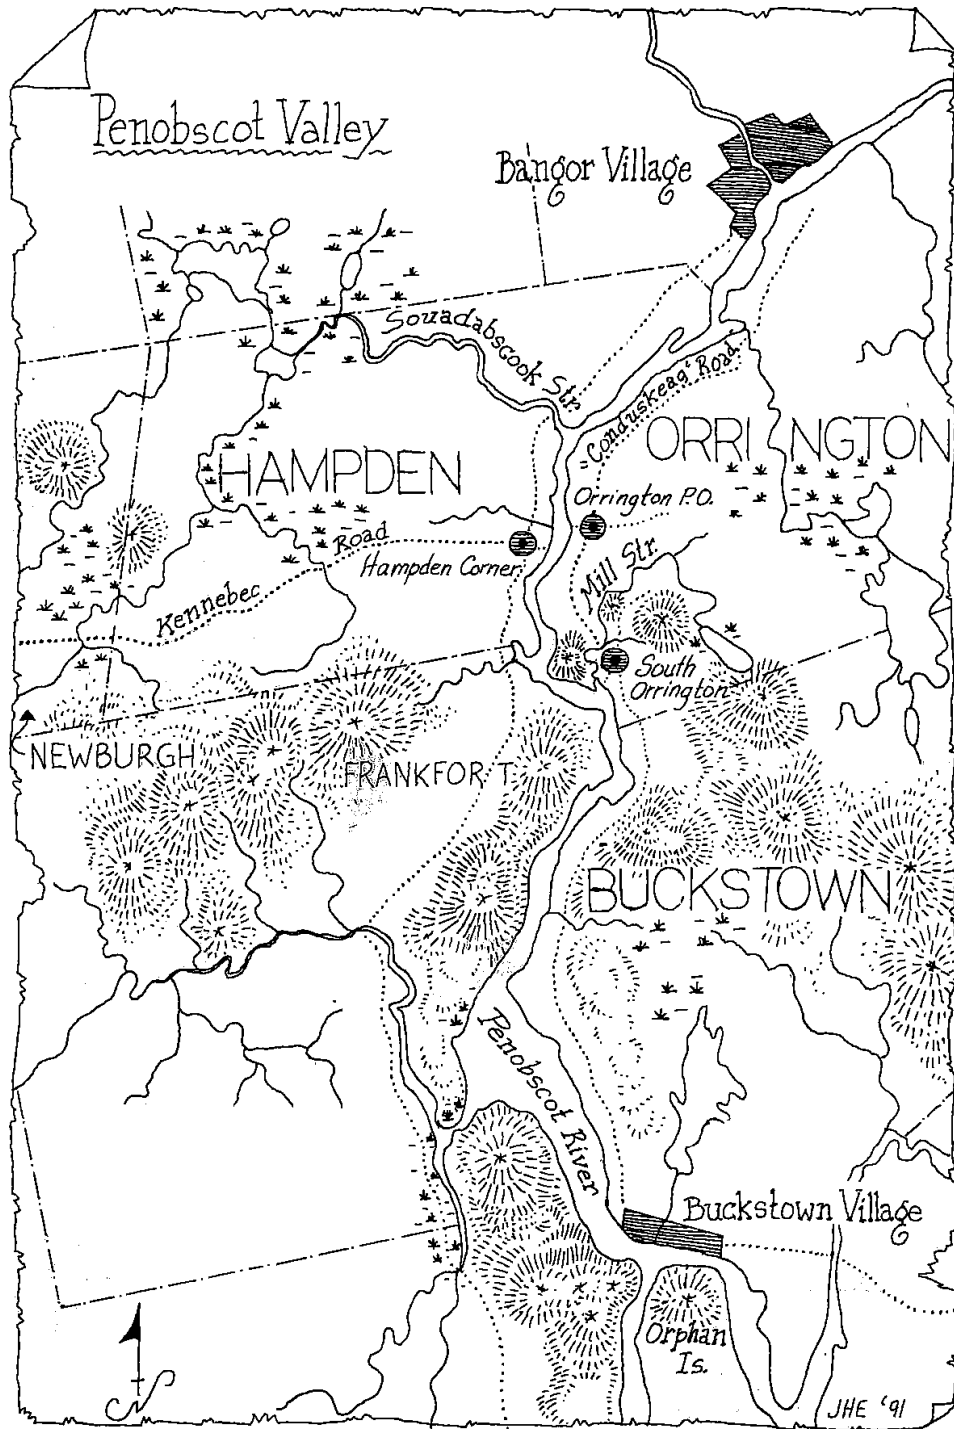 Penobscot Valley
Bangor Village
Souadabscook Str
"Conduskeag" Road
HAMPDEN
ORRINGTON
Orrington P.O.
Kennebec Road
Hampden Corner
Mill Str.
South
Orrington
NEWBURGH
FRANKFORT
BUCKSTOWN
Penobscot River
Buckstown Village
Orphan
Is.
N
JHE '91